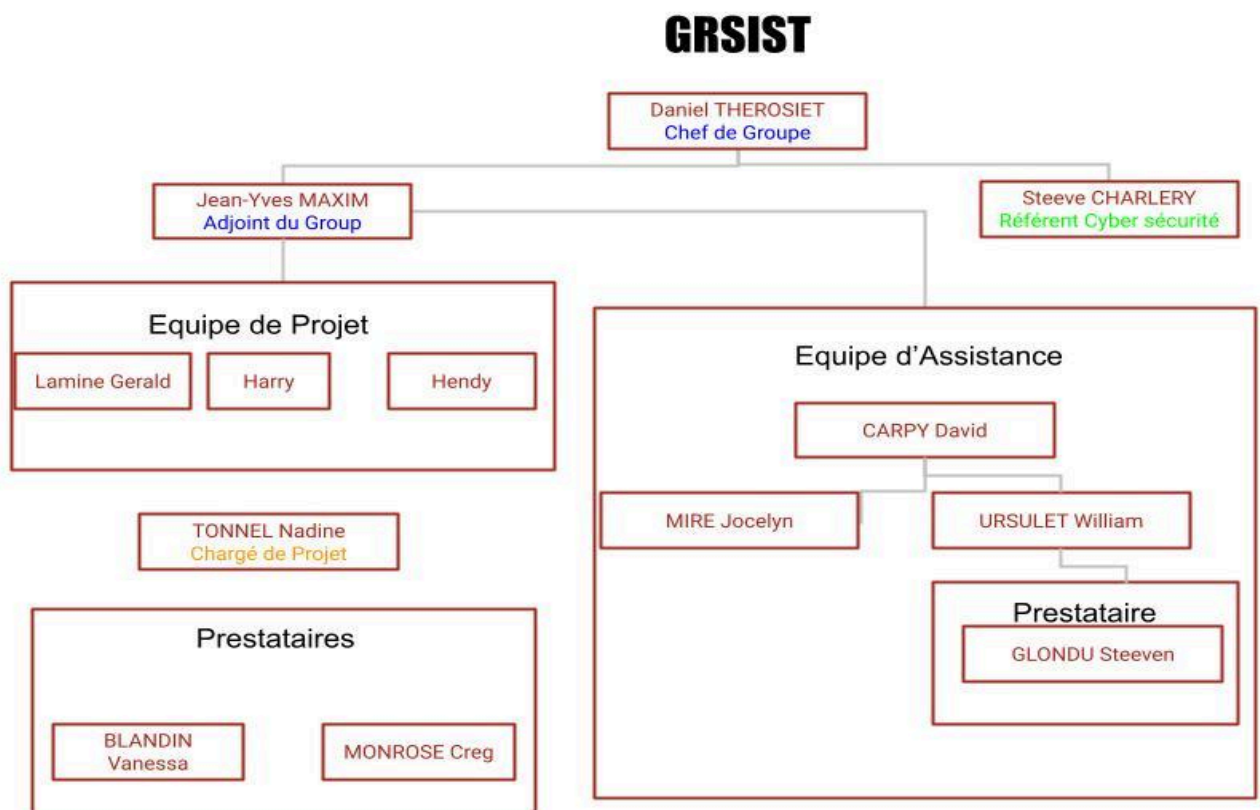 GRSIST
Daniel THEROSIET
Chef de Groupe
Jean-Yves MAXIM
Adjoint du Group
Steeve CHARLERY
Référent Cyber sécurité
Equipe de Projet
Lamine Gerald
Harry
Hendy
TONNEL Nadine
Chargé de Projet
Prestataires
BLANDIN
Vanessa
MONROSE Creg
Equipe d’Assistance
CARPY David
MIRE Jocelyn
URSULET William
Prestataire
GLONDU Steeven